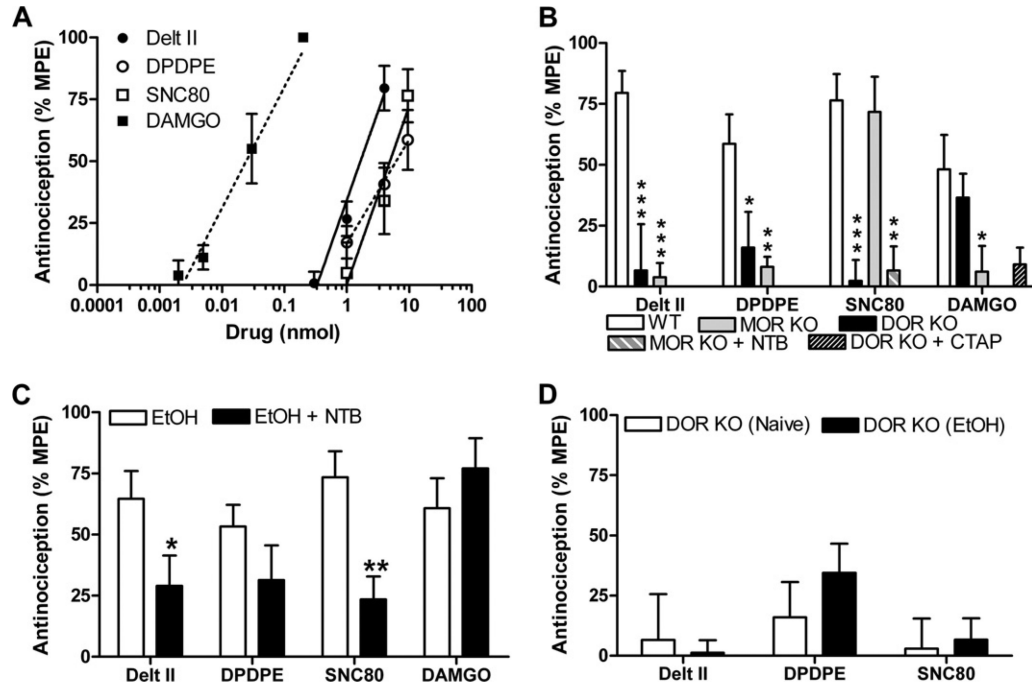 A
Antinociception (% MPE)
100
75
50
25
0
Delt II
DPDPE
SNC80
DAMGO
0.0001 0.001 0.01 0.1 1 10 100
Drug (nmol)
B
Antinociception (% MPE)
100
75
50
25
0
*** *** * ** *** ** *
Delt II DPDPE SNC80 DAMGO
WT MOR KO DOR KO
MOR KO + NTB DOR KO + CTAP
C
Antinociception (% MPE)
100
75
50
25
0
EtOH EtOH + NTB
* **
Delt II DPDPE SNC80 DAMGO
D
Antinociception (% MPE)
100
75
50
25
0
DOR KO (Naive) DOR KO (EtOH)
Delt II DPDPE SNC80